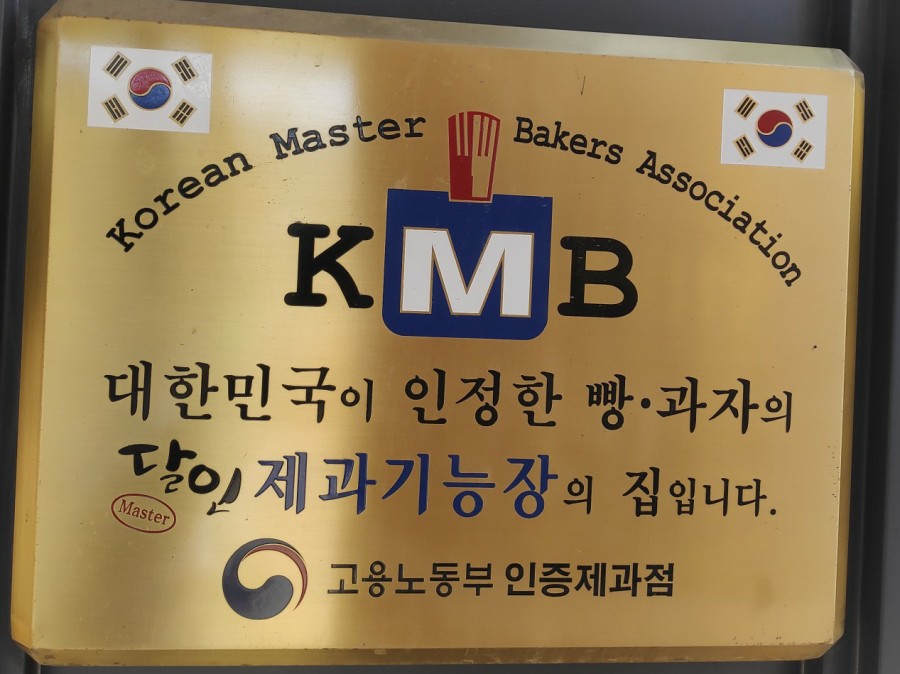 Korean Master Bakers Association
KMB
대한민국이 인정한 빵·과자의
달인 제과기능장의 집입니다.
Master
고용노동부 인증제과점